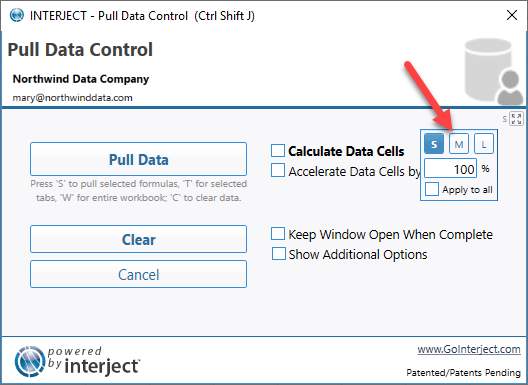 INTERJECT - Pull Data Control (Ctrl Shift J)
Pull Data Control
Northwind Data Company
mary@northwinddata.com
S
S M L
100 %
Apply to all
Pull Data
Press 'S' to pull selected formulas, 'T' for selected
tabs, 'W' for entire workbook; 'C' to clear data.
Calculate Data Cells
Accelerate Data Cells by
Clear
Cancel
Keep Window Open When Complete
Show Additional Options
powered
by interject
www.GoInterject.com
Patented/Patents Pending